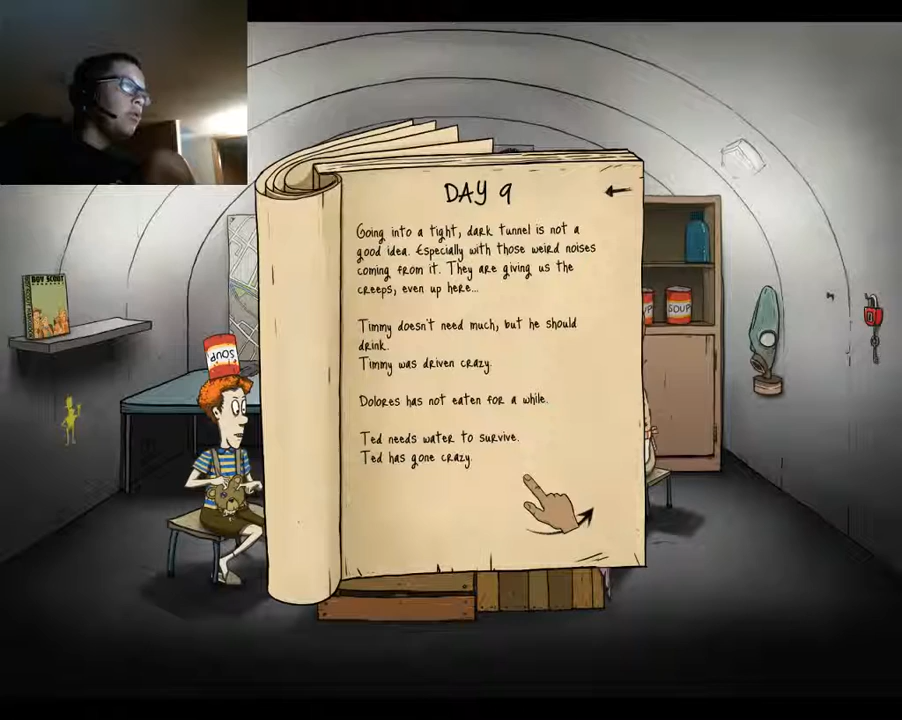 DAY 9
Going into a tight, dark tunnel is not a
good idea. Especially with those weird noises
coming from it. They are giving us the
creeps, even up here...
Timmy doesn't need much, but he should
drink.
Timmy was driven crazy.
Dolores has not eaten for a while.
Ted needs water to survive.
Ted has gone crazy.
BOY SCOUT
SOUP
SOUP
SOUP